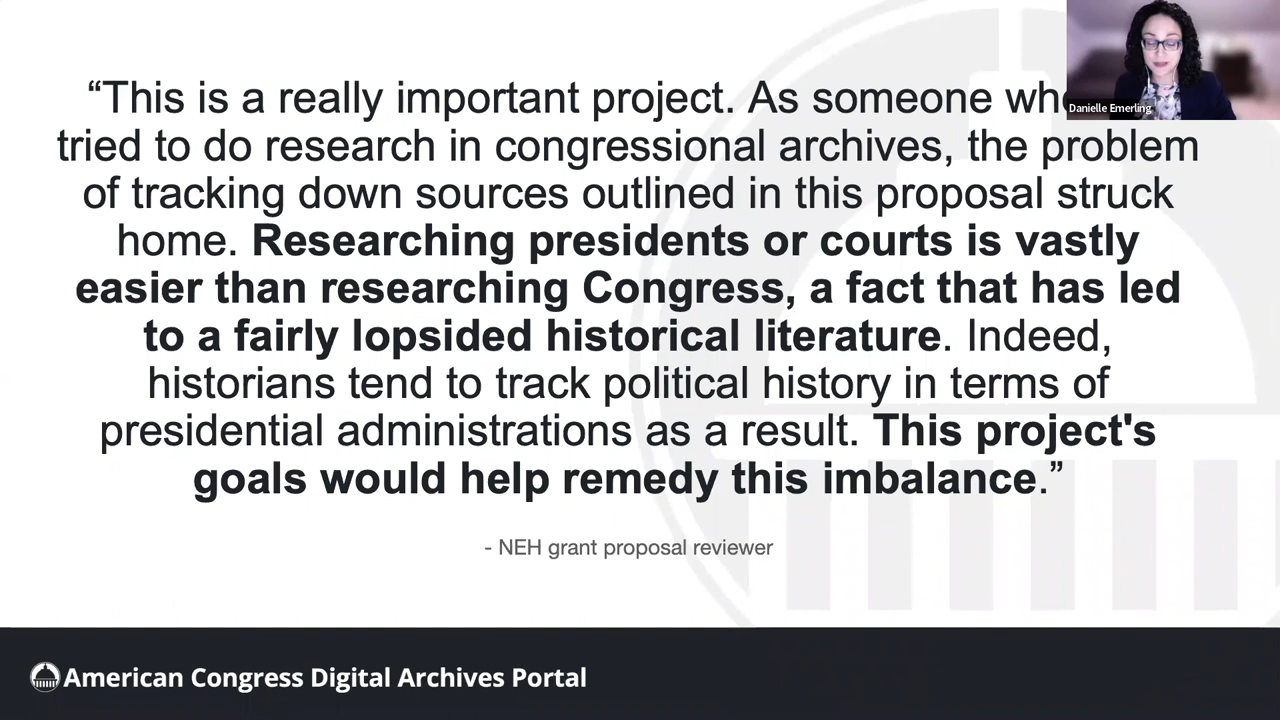 “This is a really important project. As someone who
tried to do research in congressional archives, the problem
of tracking down sources outlined in this proposal struck
home. Researching presidents or courts is vastly
easier than researching Congress, a fact that has led
to a fairly lopsided historical literature. Indeed,
historians tend to track political history in terms of
presidential administrations as a result. This project's
goals would help remedy this imbalance.”
- NEH grant proposal reviewer
Danielle Emerling
American Congress Digital Archives Portal